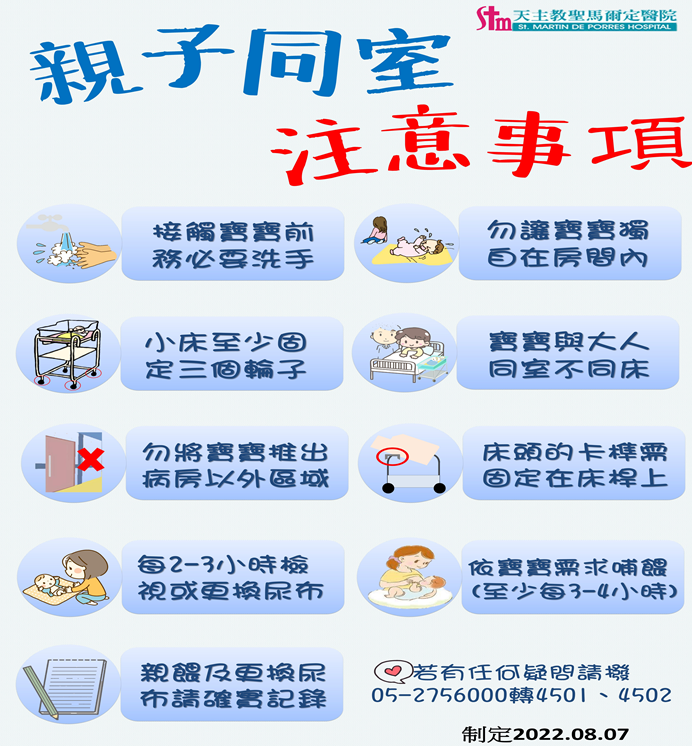 Stm 天主教聖馬爾定醫院
St. MARTIN DE PORRES HOSPITAL
親子同室
注意事項
接觸寶寶前
務必要洗手
勿讓寶寶獨
自在房間內
小床至少固
定三個輪子
寶寶與大人
同室不同床
勿將寶寶推出
病房以外區域
床頭的卡榫需
固定在床桿上
每2-3小時檢
視或更換尿布
依寶寶需求哺餵
(至少每3-4小時)
親餵及更換尿
布請確實記錄
若有任何疑問請撥
05-2756000轉4501、4502
制定2022.08.07